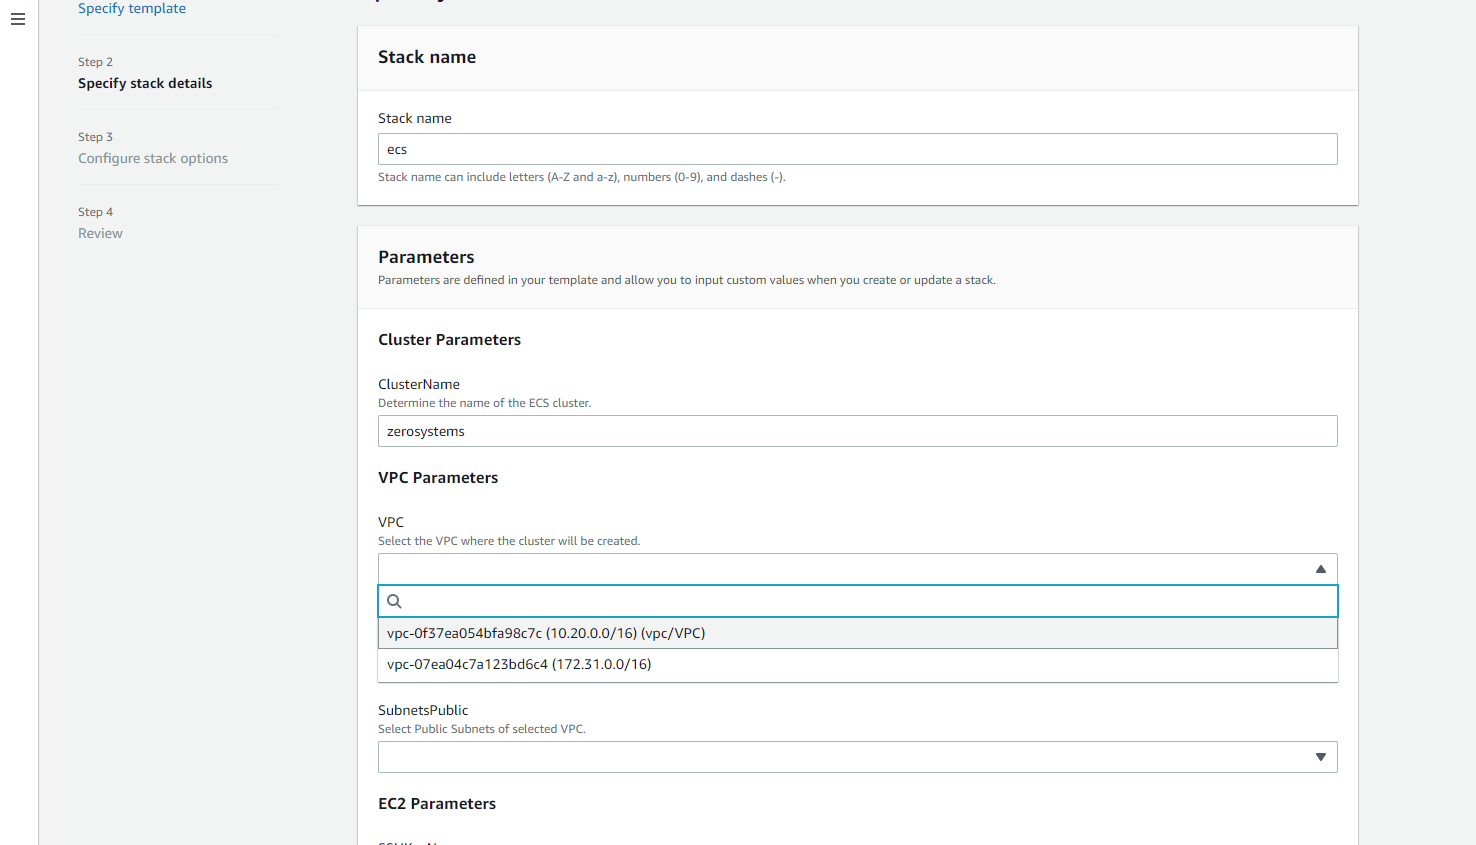 Specify template
Step 2
Specify stack details
Step 3
Configure stack options
Step 4
Review
Stack name
Stack name
ecs
Stack name can include letters (A-Z and a-z), numbers (0-9), and dashes (-).
Parameters
Parameters are defined in your template and allow you to input custom values when you create or update a stack.
Cluster Parameters
ClusterName
Determine the name of the ECS cluster.
zerosystems
VPC Parameters
VPC
Select the VPC where the cluster will be created.
vpc-0f37ea054bfa98c7c (10.20.0.0/16) (vpc/VPC)
vpc-07ea04c7a123bd6c4 (172.31.0.0/16)
SubnetsPublic
Select Public Subnets of selected VPC.
EC2 Parameters